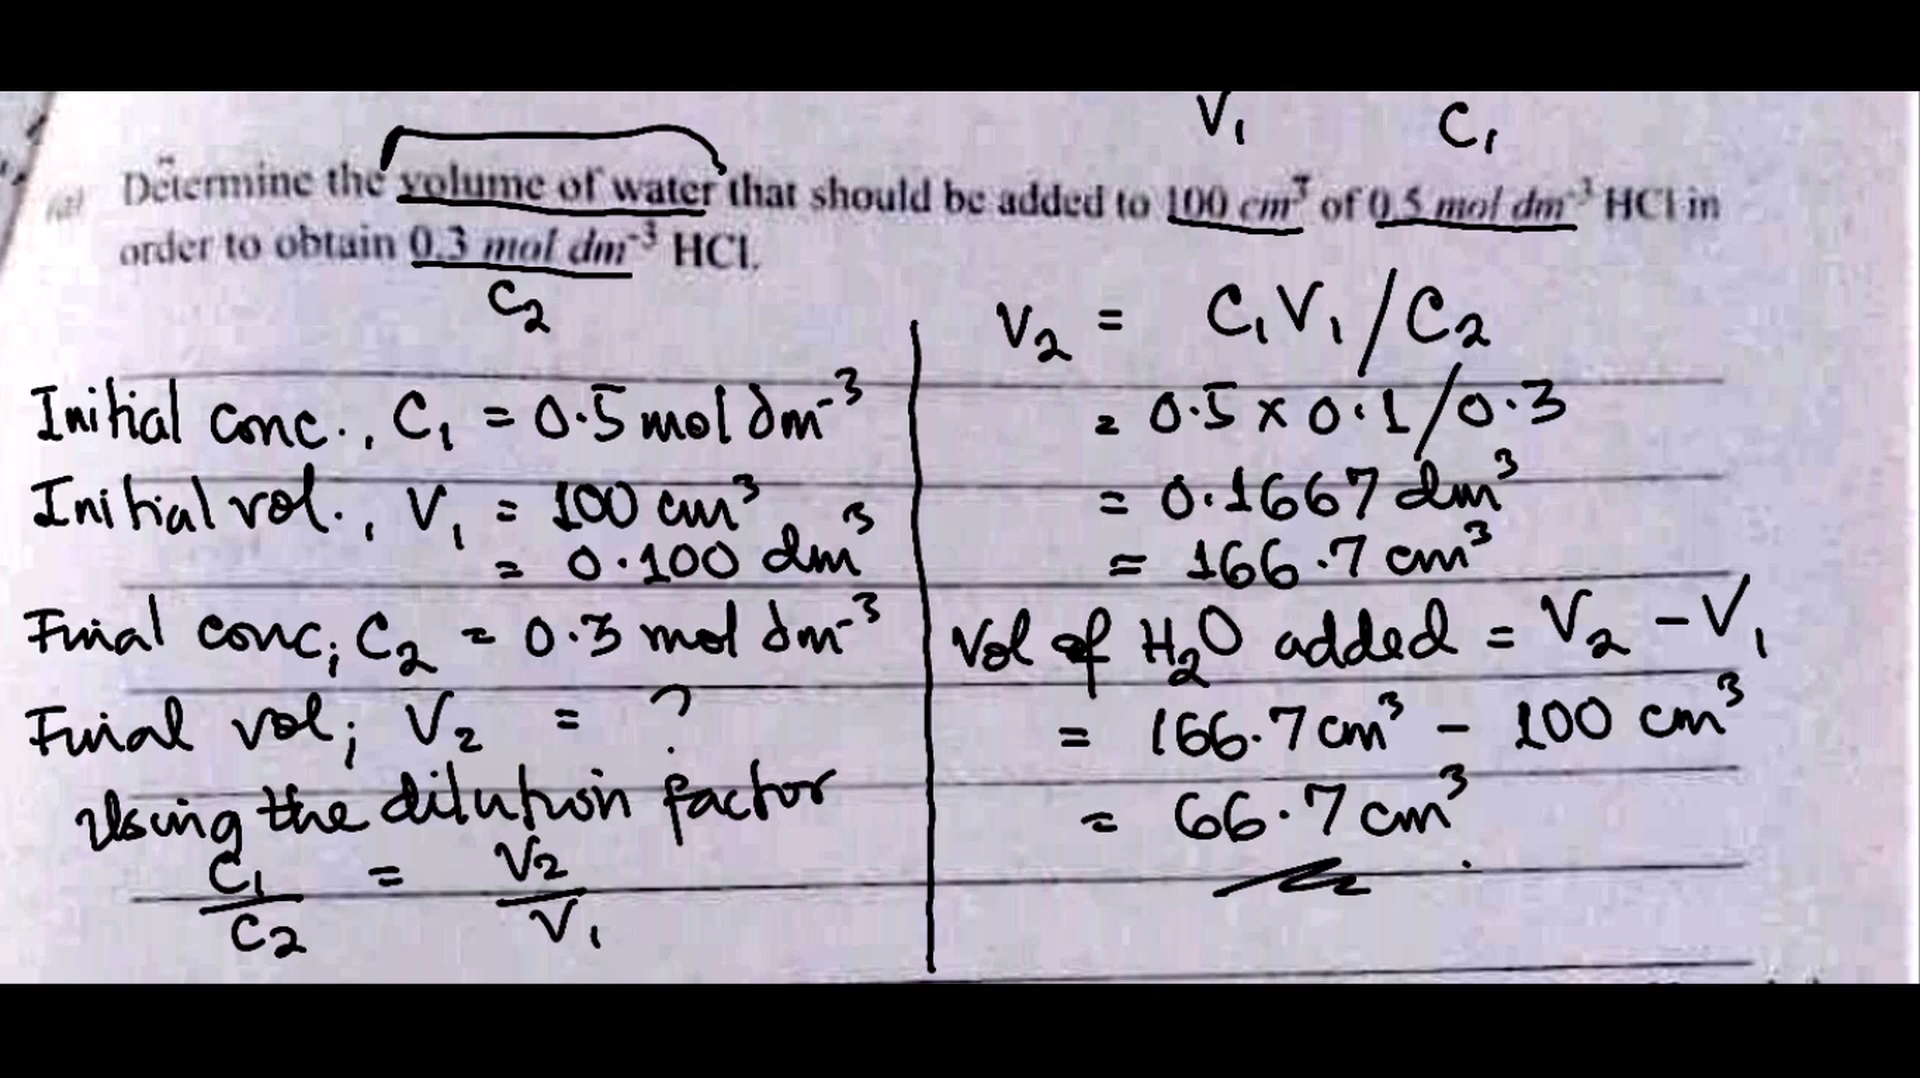 V₁ C₁
(a) Determine the volume of water that should be added to 100 cm³ of 0.5 mol dm⁻³ HCl in
order to obtain 0.3 mol dm⁻³ HCl.
C₂
Initial conc., C₁ = 0.5 mol dm⁻³
Initial vol., V₁ = 100 cm³
= 0.100 dm³
Final conc; C₂ = 0.3 mol dm⁻³
Final vol; V₂ = ?
Using the dilution factor
C₁/C₂ = V₂/V₁
V₂ = C₁V₁/C₂
= 0.5 x 0.1/0.3
= 0.1667 dm³
= 166.7 cm³
Vol of H₂O added = V₂ - V₁
= 166.7 cm³ - 100 cm³
= 66.7 cm³